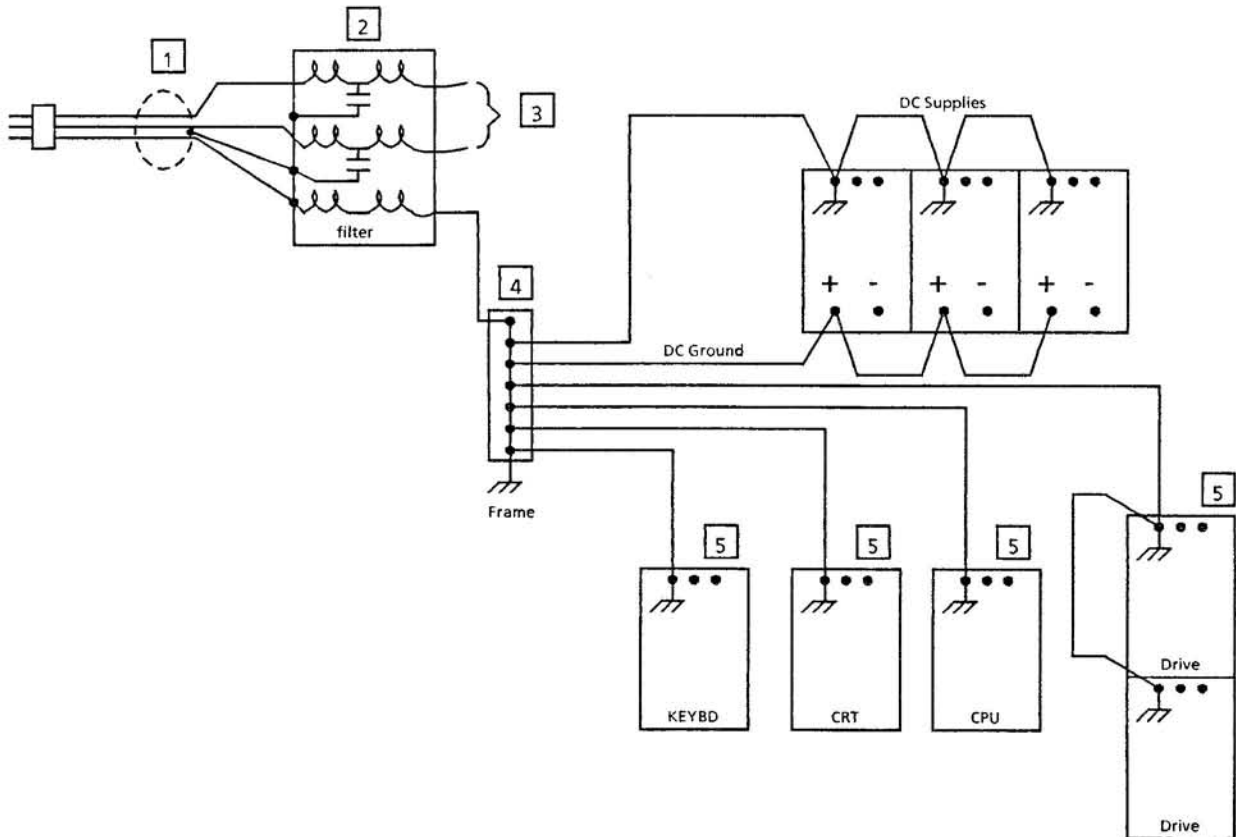 2
1
3
DC Supplies
filter
+ - + - + -
4
DC Ground
Frame
5
5
5
5
Drive
KEYBD
CRT
CPU
Drive